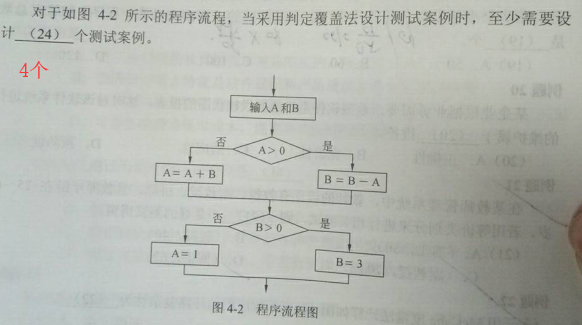 对于如图 4-2 所示的程序流程，当采用判定覆盖法设计测试案例时，至少需要设
计 （24） 个测试案例。
4个
输入A和B
否
A＞0
是
A＝A＋B
B＝B－A
否
B＞0
是
A＝1
B＝3
图 4-2 程序流程图